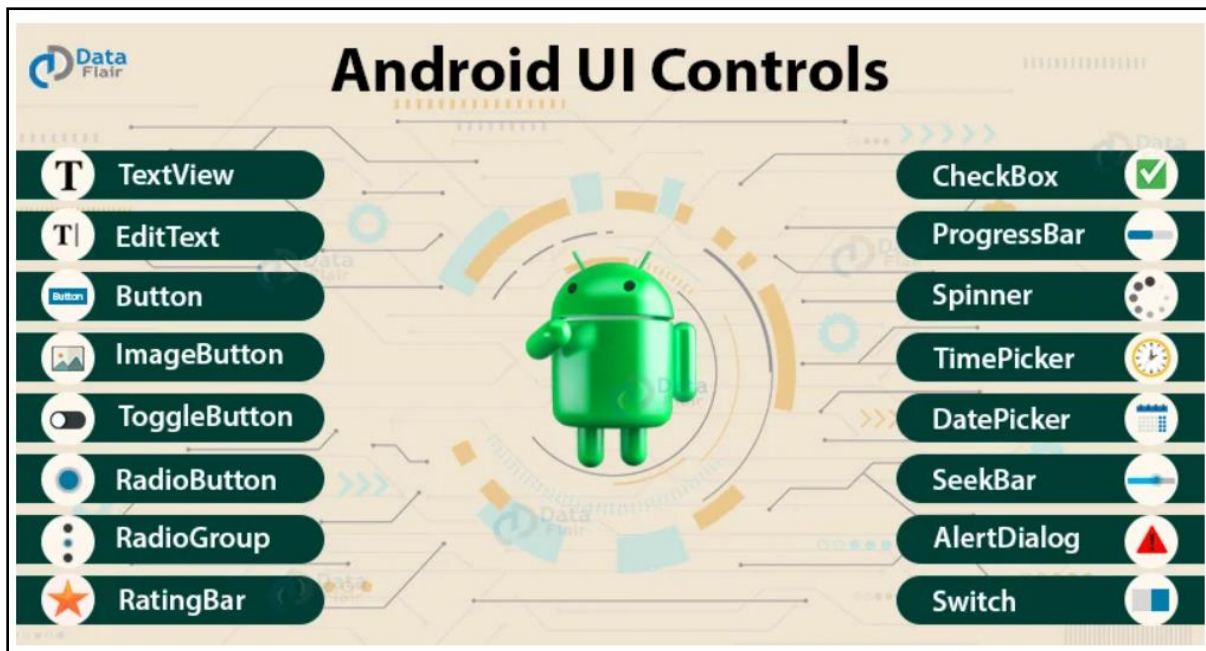 Data
Flair
Android UI Controls
TextView
EditText
Button
Button
ImageButton
ToggleButton
RadioButton
RadioGroup
RatingBar
CheckBox
ProgressBar
Spinner
TimePicker
DatePicker
SeekBar
AlertDialog
Switch